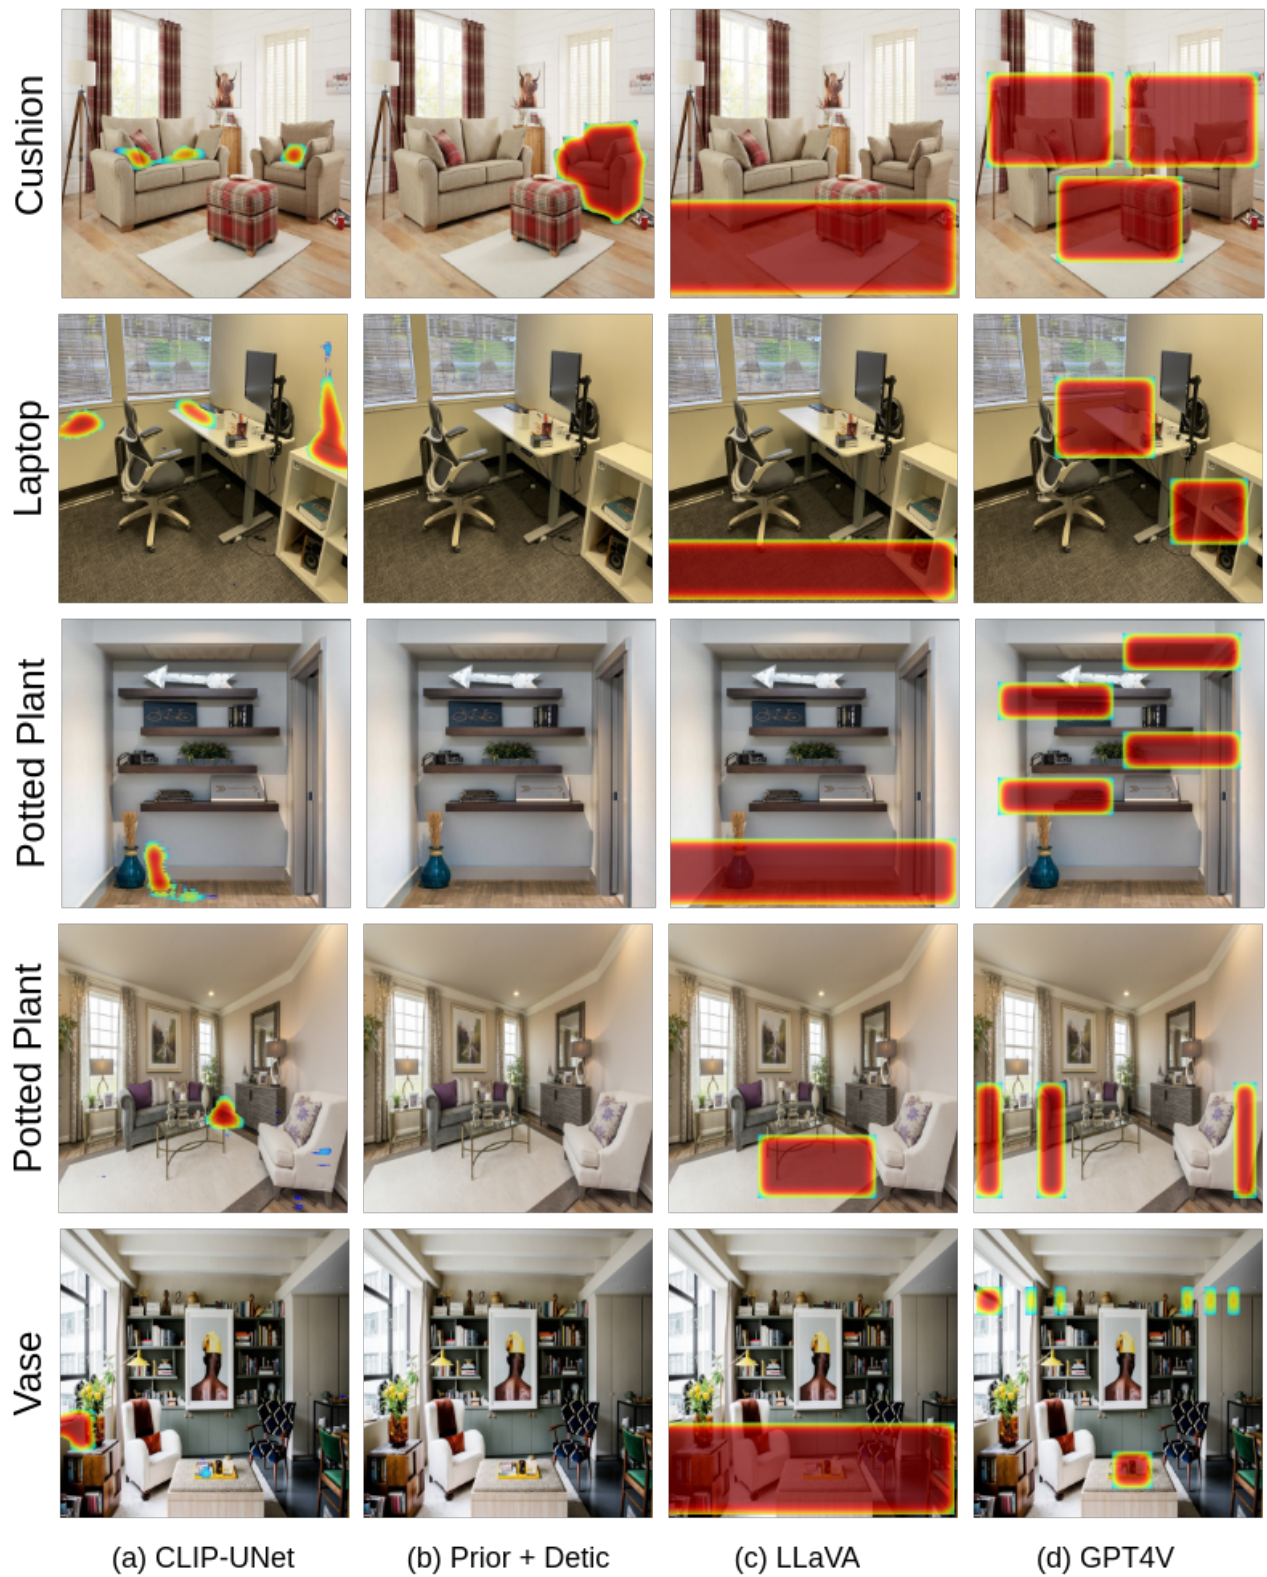 Cushion
Laptop
Potted Plant
Potted Plant
Vase
(a) CLIP-UNet
(b) Prior + Detic
(c) LLaVA
(d) GPT4V